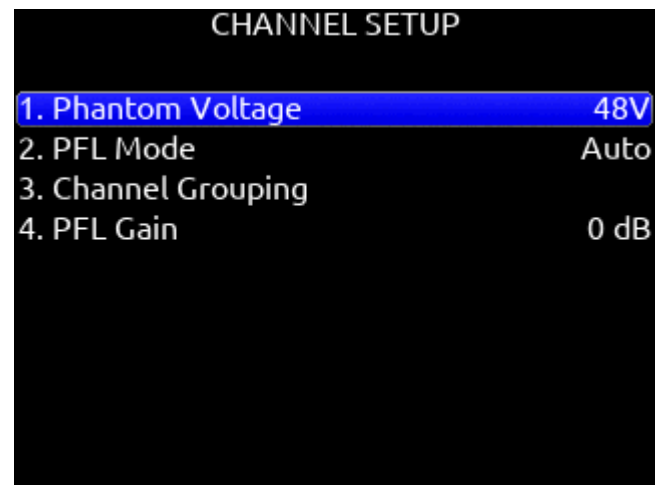 CHANNEL SETUP
1. Phantom Voltage 48V
2. PFL Mode Auto
3. Channel Grouping
4. PFL Gain 0 dB